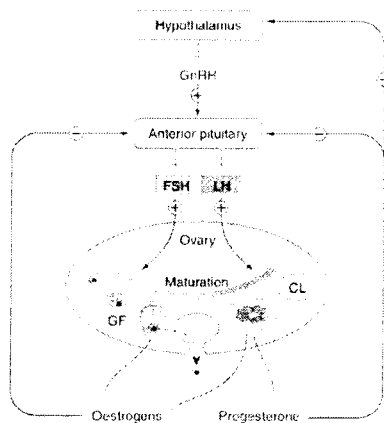 Hypothalamus
GnRH
+
− Anterior pituitary − −
FSH LH
+ +
Ovary
Maturation
CL
GF
Oestrogens Progesterone